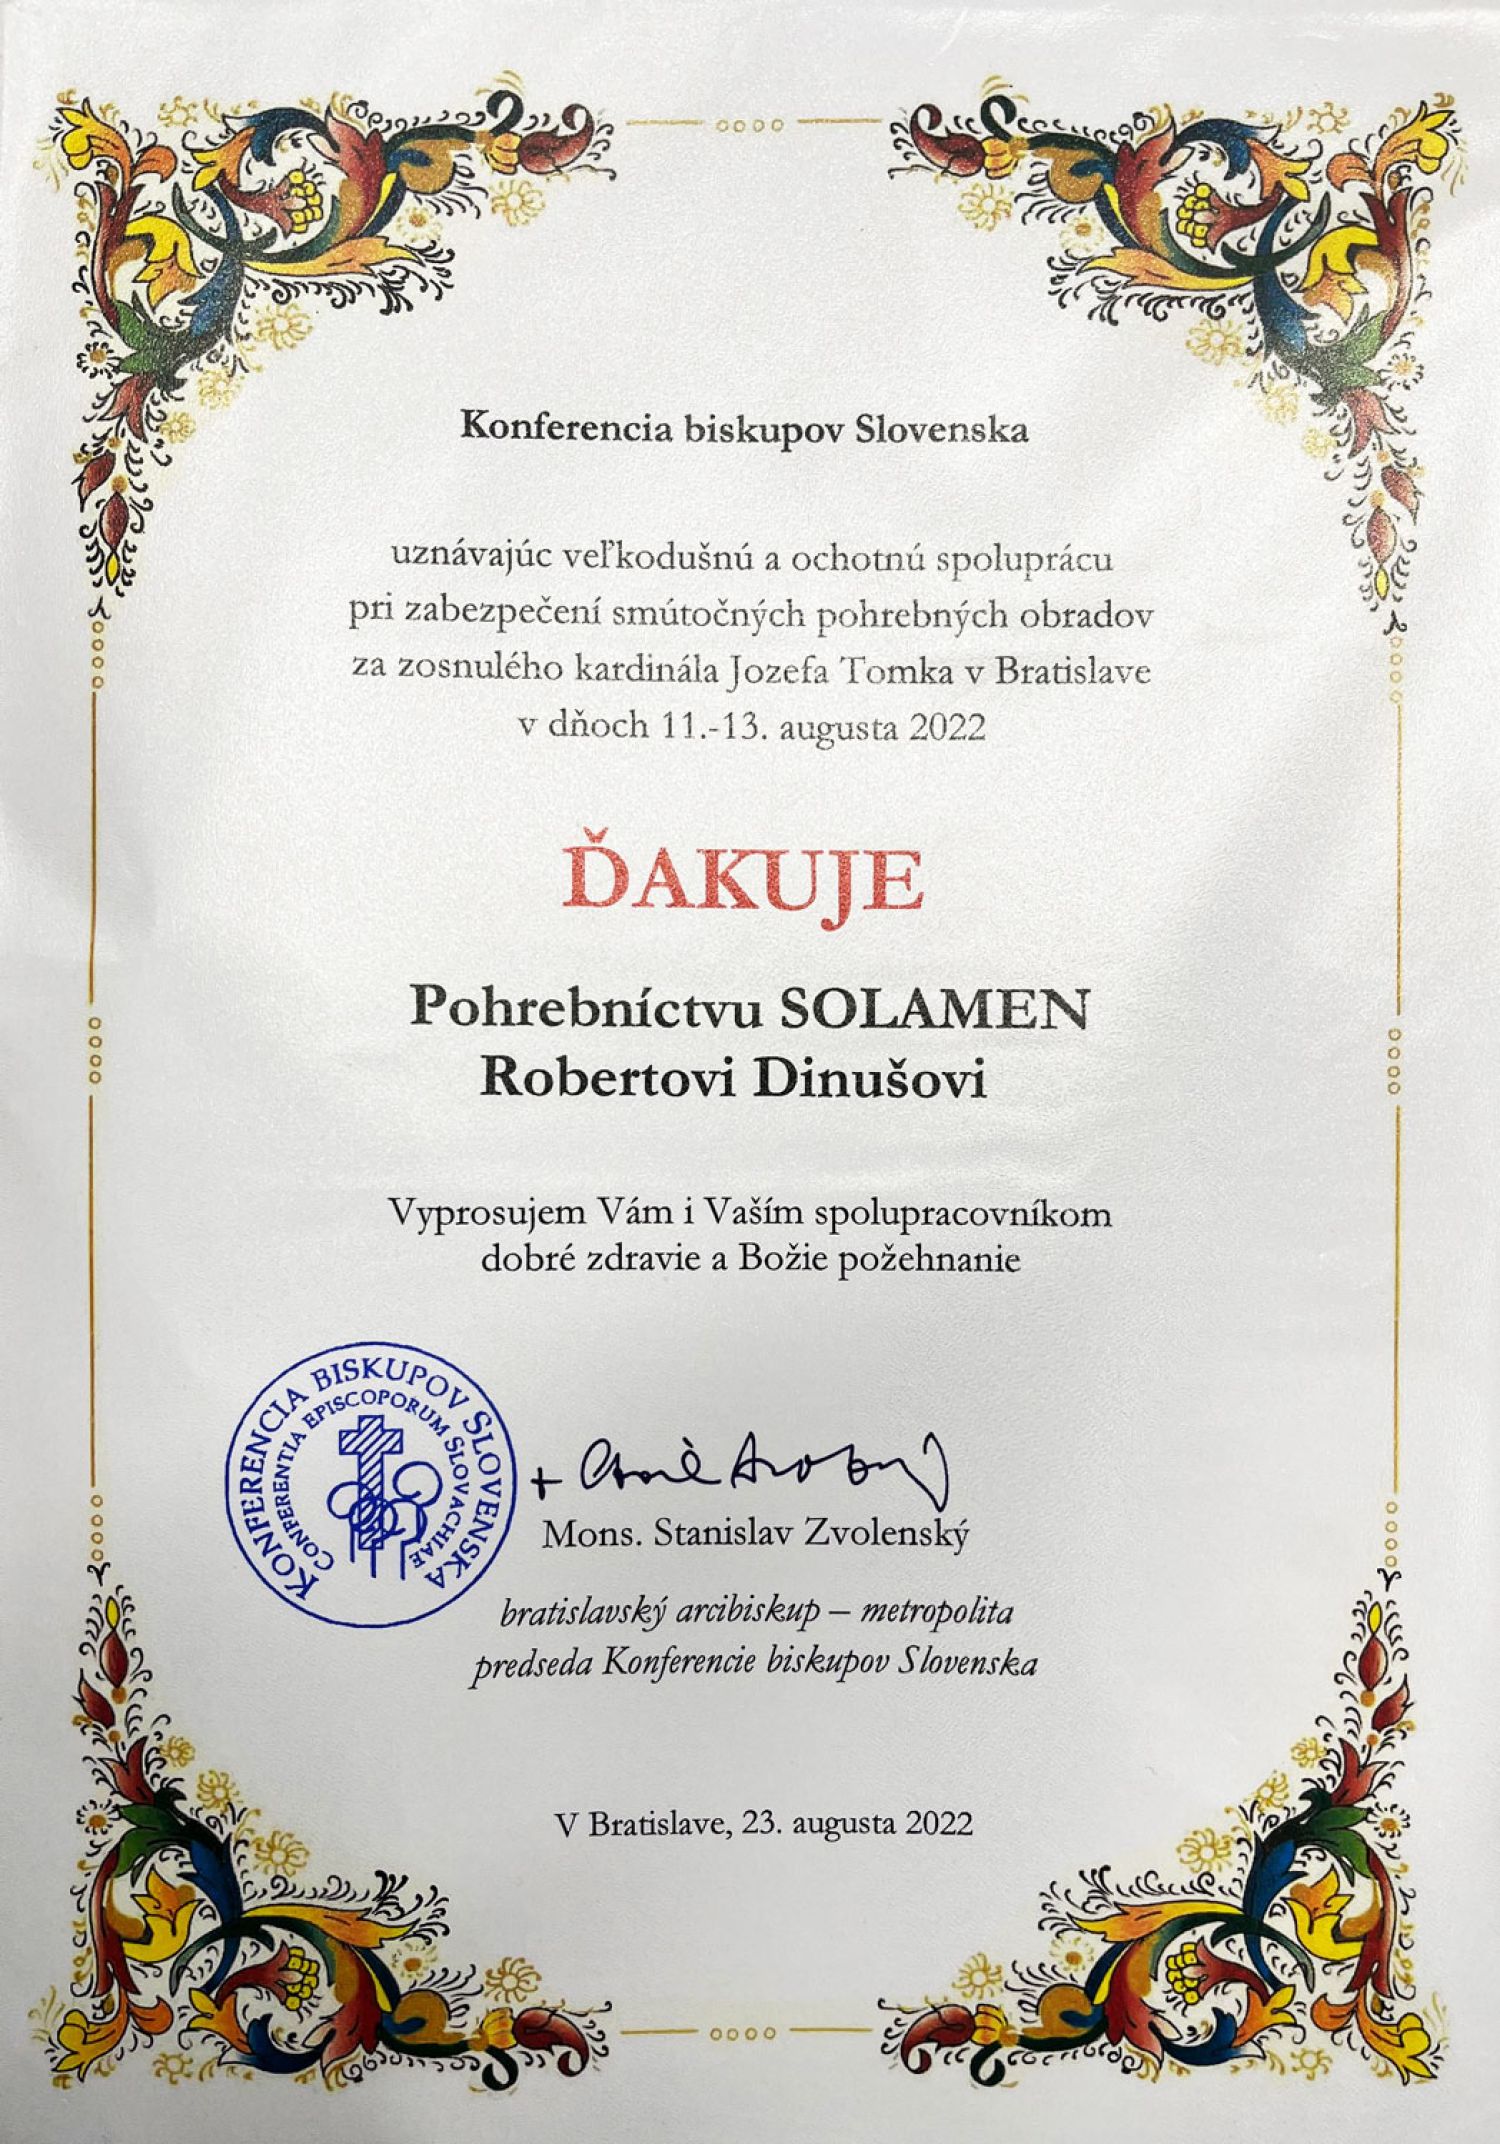 Konferencia biskupov Slovenska
uznávajúc veľkodušnú a ochotnú spoluprácu
pri zabezpečení smútočných pohrebných obradov
za zosnulého kardinála Jozefa Tomka v Bratislave
v dňoch 11.-13. augusta 2022
ĎAKUJE
Pohrebníctvu SOLAMEN
Robertovi Dinušovi
Vyprosujem Vám i Vaším spolupracovníkom
dobré zdravie a Božie požehnanie
KONFERENCIA BISKUPOV SLOVENSKA
CONFERENTIA EPISCOPORUM SLOVACHIAE
Mons. Stanislav Zvolenský
bratislavský arcibiskup – metropolita
predseda Konferencie biskupov Slovenska
V Bratislave, 23. augusta 2022